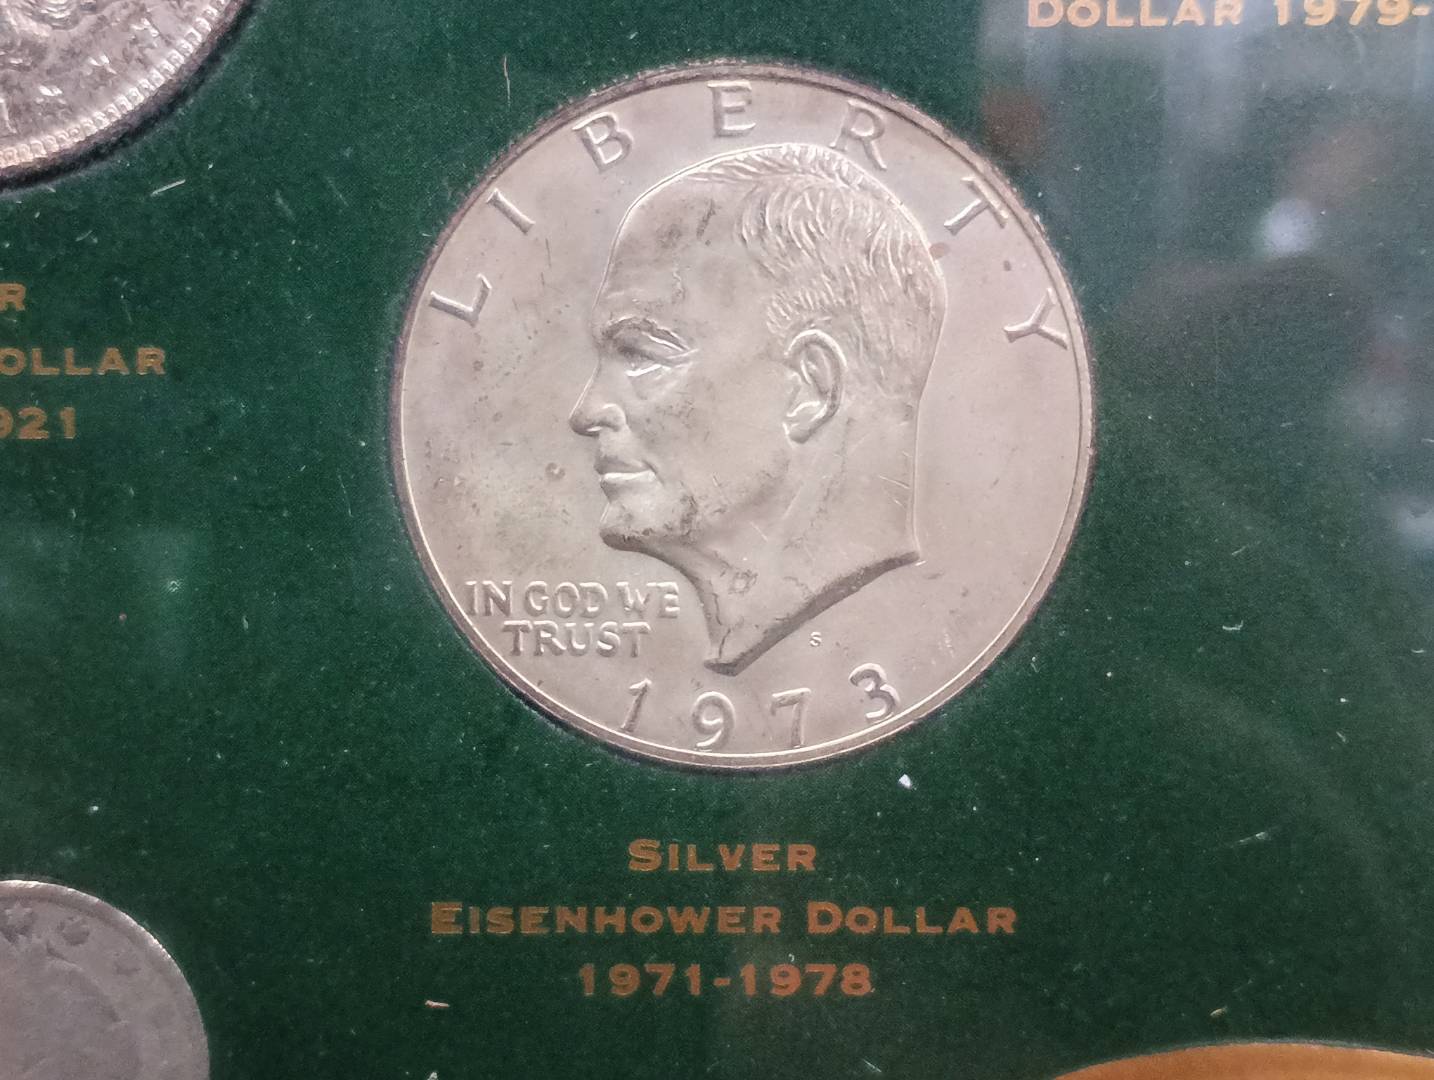 DOLLAR 1979-
LIBERTY
IN GOD WE
TRUST
S
1973
R
OLLAR
921
SILVER
EISENHOWER DOLLAR
1971-1978